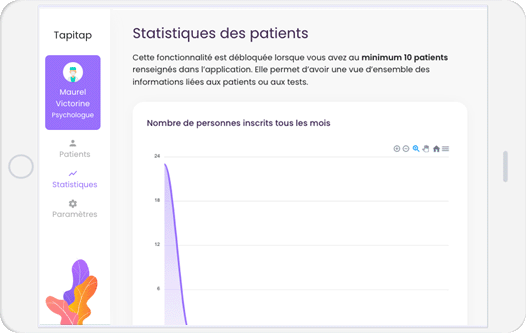 Tapitap
Maurel
Victorine
Psychologue
Patients
Statistiques
Paramètres
Statistiques des patients
Cette fonctionnalité est débloquée lorsque vous avez au minimum 10 patients
renseignés dans l'application. Elle permet d'avoir une vue d'ensemble des
informations liées aux patients ou aux tests.
Nombre de personnes inscrits tous les mois
24
18
12
6